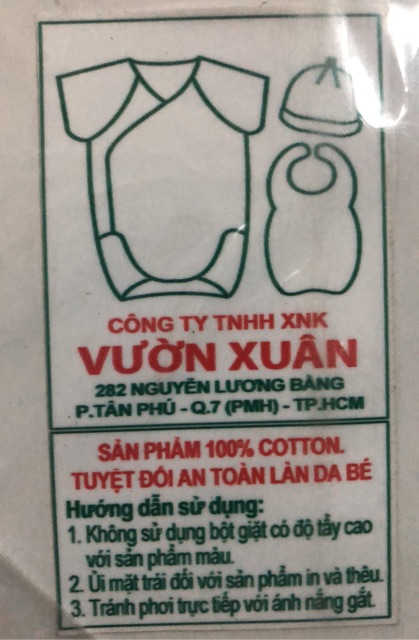 CÔNG TY TNHH XNK
VƯỜN XUÂN
282 NGUYỄN LƯƠNG BẰNG
P.TÂN PHÚ - Q.7 (PMH) - TP.HCM
SẢN PHẨM 100% COTTON.
TUYỆT ĐỐI AN TOÀN LÀN DA BÉ
Hướng dẫn sử dụng:
1. Không sử dụng bột giặt có độ tẩy cao
với sản phẩm màu.
2. Ủi mặt trái đối với sản phẩm in và thêu.
3. Tránh phơi trực tiếp với ánh nắng gắt.